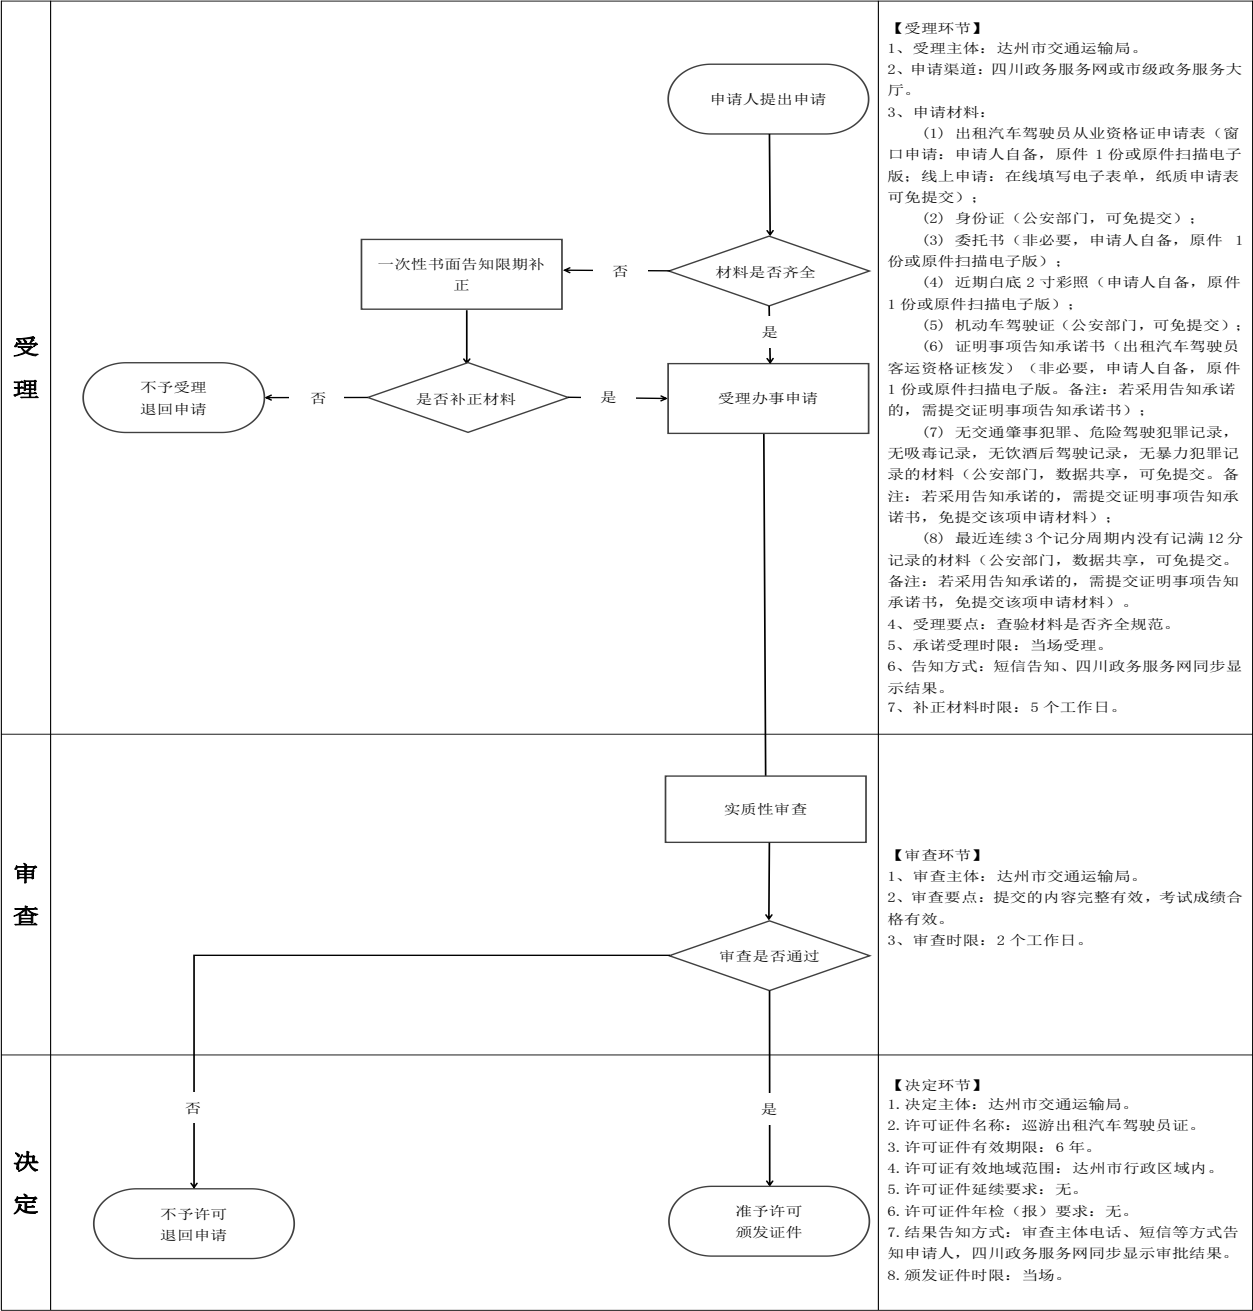 受
理
申请人提出申请
材料是否齐全
否
一次性书面告知限期补
正
是
是否补正材料
否
不予受理
退回申请
是
受理办事申请
【受理环节】
1、受理主体：达州市交通运输局。
2、申请渠道：四川政务服务网或市级政务服务大
厅。
3、申请材料：
（1）出租汽车驾驶员从业资格证申请表（窗
口申请：申请人自备，原件 1 份或原件扫描电子
版；线上申请：在线填写电子表单，纸质申请表
可免提交）；
（2）身份证（公安部门，可免提交）；
（3）委托书（非必要，申请人自备，原件 1
份或原件扫描电子版）；
（4）近期白底 2 寸彩照（申请人自备，原件
1 份或原件扫描电子版）；
（5）机动车驾驶证（公安部门，可免提交）；
（6）证明事项告知承诺书（出租汽车驾驶员
客运资格证核发）（非必要，申请人自备，原件
1 份或原件扫描电子版。备注：若采用告知承诺
的，需提交证明事项告知承诺书）；
（7）无交通肇事犯罪、危险驾驶犯罪记录，
无吸毒记录，无饮酒后驾驶记录，无暴力犯罪记
录的材料（公安部门，数据共享，可免提交。备
注：若采用告知承诺的，需提交证明事项告知承
诺书，免提交该项申请材料）；
（8）最近连续 3 个记分周期内没有记满 12 分
记录的材料（公安部门，数据共享，可免提交。
备注：若采用告知承诺的，需提交证明事项告知
承诺书，免提交该项申请材料）。
4、受理要点：查验材料是否齐全规范。
5、承诺受理时限：当场受理。
6、告知方式：短信告知、四川政务服务网同步显
示结果。
7、补正材料时限：5 个工作日。
审
查
实质性审查
审查是否通过
【审查环节】
1、审查主体：达州市交通运输局。
2、审查要点：提交的内容完整有效，考试成绩合
格有效。
3、审查时限：2 个工作日。
决
定
否
是
不予许可
退回申请
准予许可
颁发证件
【决定环节】
1.决定主体：达州市交通运输局。
2.许可证件名称：巡游出租汽车驾驶员证。
3.许可证件有效期限：6 年。
4.许可证有效地域范围：达州市行政区域内。
5.许可证件延续要求：无。
6.许可证件年检（报）要求：无。
7.结果告知方式：审查主体电话、短信等方式告
知申请人，四川政务服务网同步显示审批结果。
8.颁发证件时限：当场。